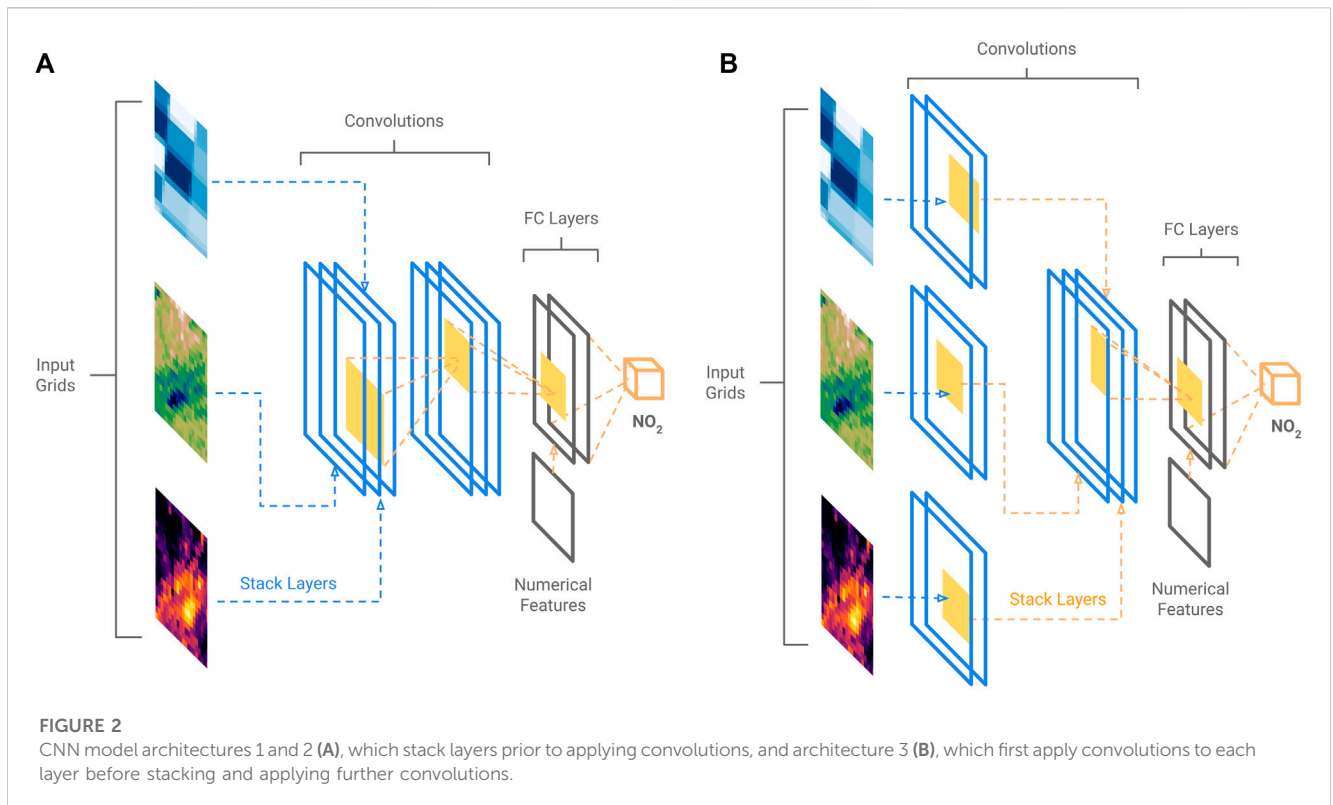 A
Convolutions
FC Layers
Input
Grids
NO₂
Stack Layers
Numerical
Features
B
Convolutions
FC Layers
Input
Grids
NO₂
Stack Layers
Numerical
Features
FIGURE 2
CNN model architectures 1 and 2 (A), which stack layers prior to applying convolutions, and architecture 3 (B), which first apply convolutions to each
layer before stacking and applying further convolutions.